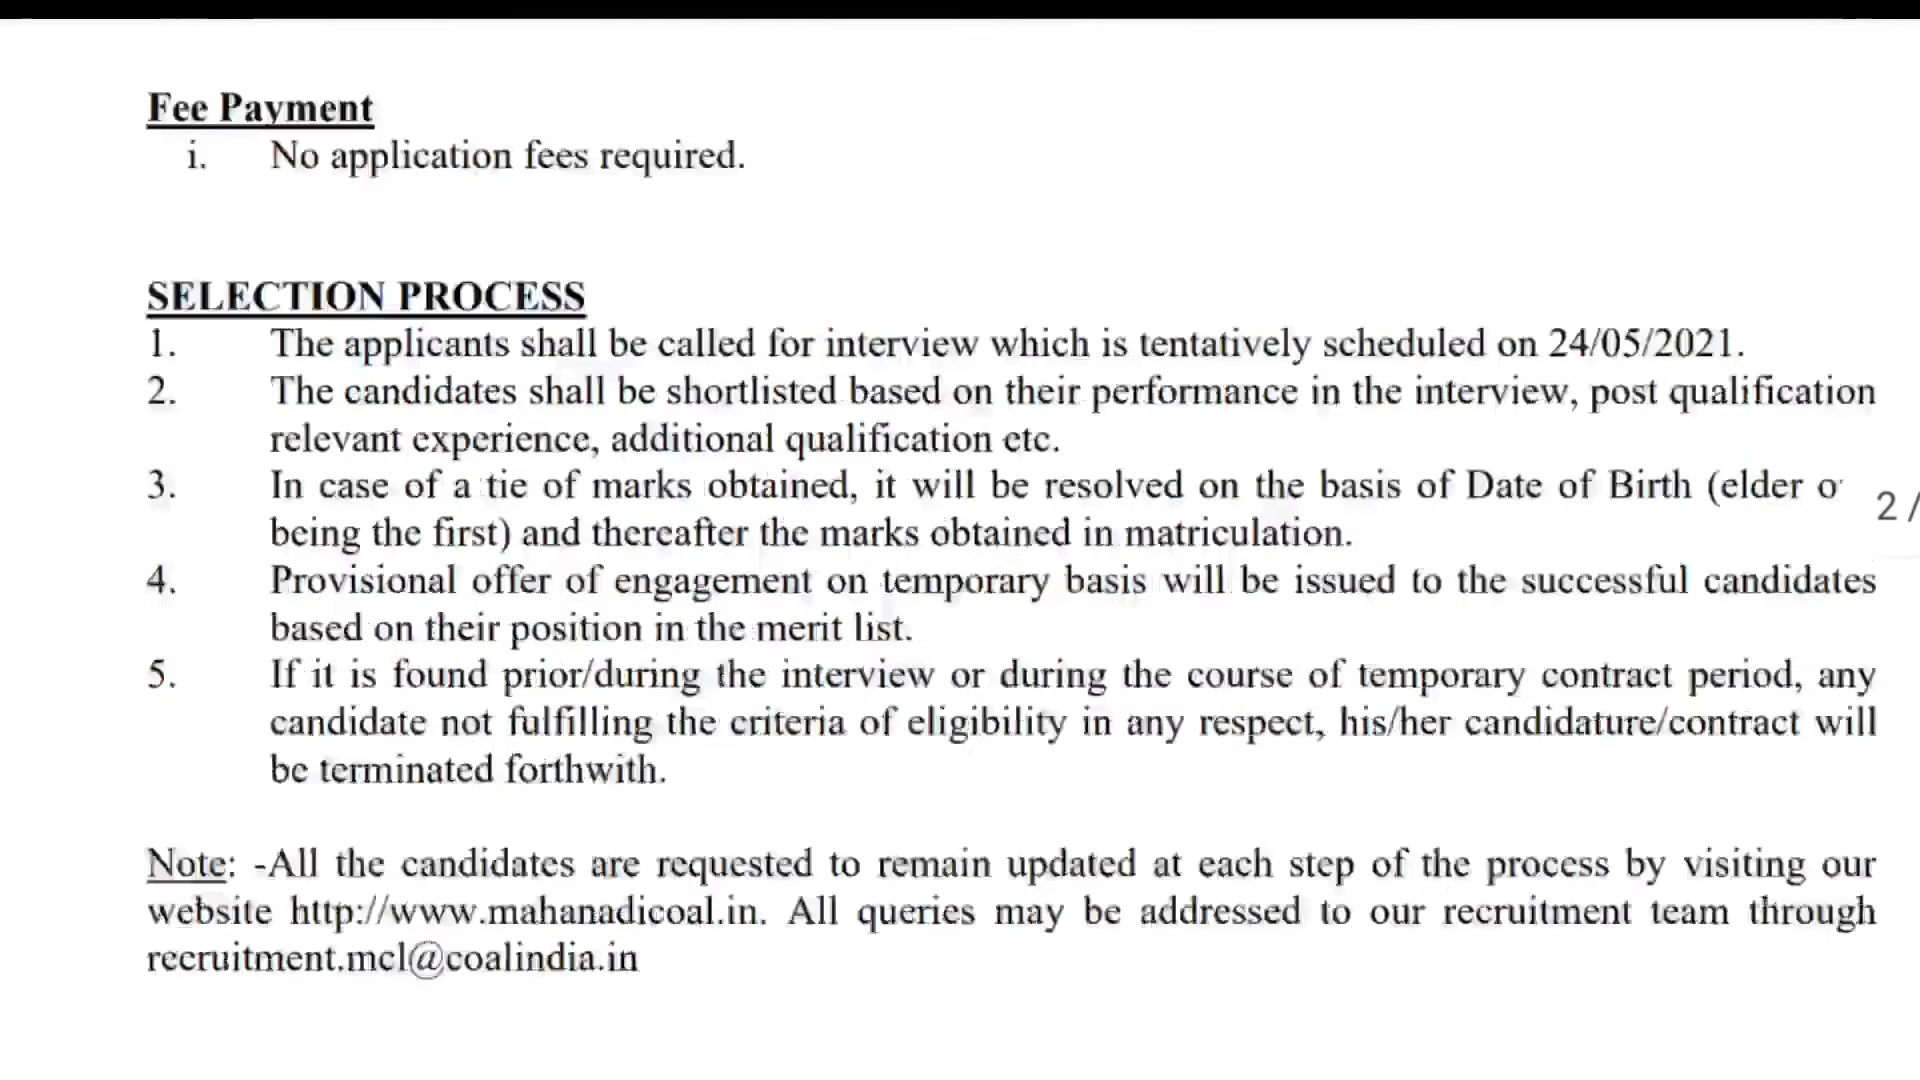 Fee Payment
i. No application fees required.
SELECTION PROCESS
1. The applicants shall be called for interview which is tentatively scheduled on 24/05/2021.
2. The candidates shall be shortlisted based on their performance in the interview, post qualification
relevant experience, additional qualification etc.
3. In case of a tie of marks obtained, it will be resolved on the basis of Date of Birth (elder
being the first) and thereafter the marks obtained in matriculation.
2 /
4. Provisional offer of engagement on temporary basis will be issued to the successful candidates
based on their position in the merit list.
5. If it is found prior/during the interview or during the course of temporary contract period, any
candidate not fulfilling the criteria of eligibility in any respect, his/her candidature/contract will
be terminated forthwith.
Note: -All the candidates are requested to remain updated at each step of the process by visiting our
website http://www.mahanadicoal.in. All queries may be addressed to our recruitment team through
recruitment.mcl@coalindia.in